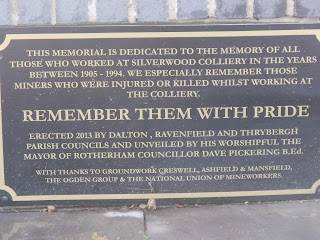 THIS MEMORIAL IS DEDICATED TO THE MEMORY OF ALL
THOSE WHO WORKED AT SILVERWOOD COLLIERY IN THE YEARS
BETWEEN 1905 - 1994. WE ESPECIALLY REMEMBER THOSE
MINERS WHO WERE INJURED OR KILLED WHILST WORKING AT
THE COLLIERY.
REMEMBER THEM WITH PRIDE
ERECTED 2013 BY DALTON , RAVENFIELD AND THRYBERGH
PARISH COUNCILS AND UNVEILED BY HIS WORSHIPFUL THE
MAYOR OF ROTHERHAM COUNCILLOR DAVE PICKERING B,Ed.
WITH THANKS TO GROUNDWORK CRESWELL, ASHFIELD & MANSFIELD,
THE OGDEN GROUP & THE NATIONAL UNION OF MINEWORKERS